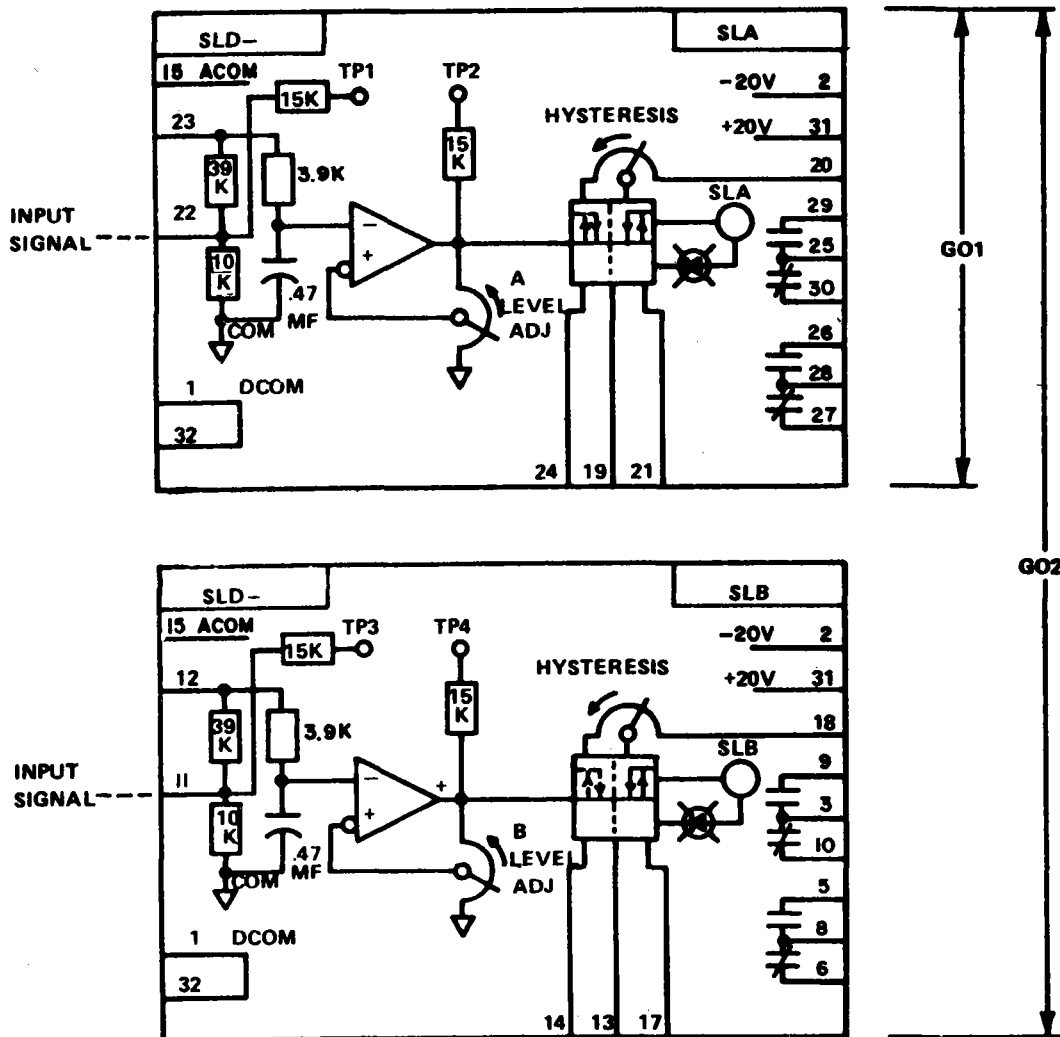 SLD-
SLA
15 ACOM
TP1
TP2
-20V 2
15K
HYSTERESIS
+20V 31
23
15
K
20
39
K
3.9K
SLA
29
INPUT
SIGNAL
22
25
GO1
10
K
-
+
A
LEVEL
ADJ
30
.47
MF
COM
26
1 DCOM
28
32
27
24 19 21
GO2
SLD-
SLB
15 ACOM
TP3
TP4
-20V 2
15K
HYSTERESIS
+20V 31
12
15
K
18
39
K
3.9K
SLB
9
INPUT
SIGNAL
11
3
10
K
-
+
+
B
LEVEL
ADJ
10
.47
MF
COM
5
1 DCOM
8
32
6
14 13 17